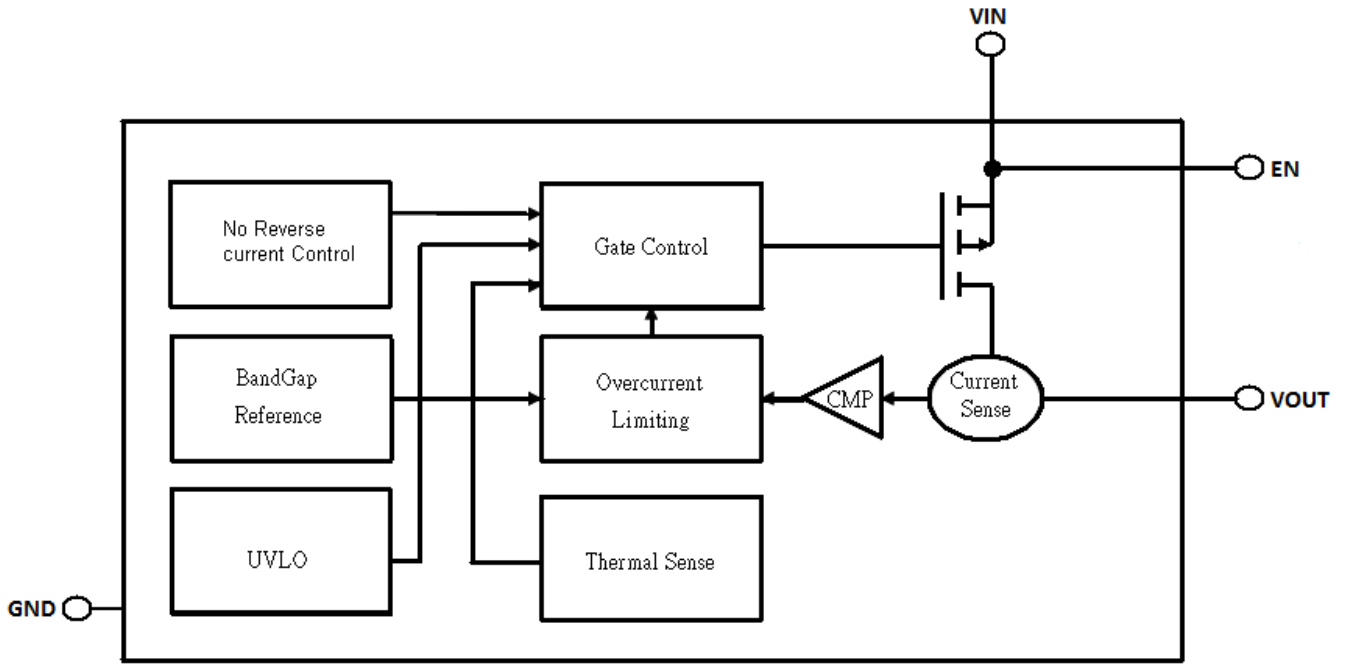 VIN
EN
No Reverse
current Control
Gate Control
BandGap
Reference
Overcurrent
Limiting
CMP
Current
Sense
VOUT
UVLO
Thermal Sense
GND